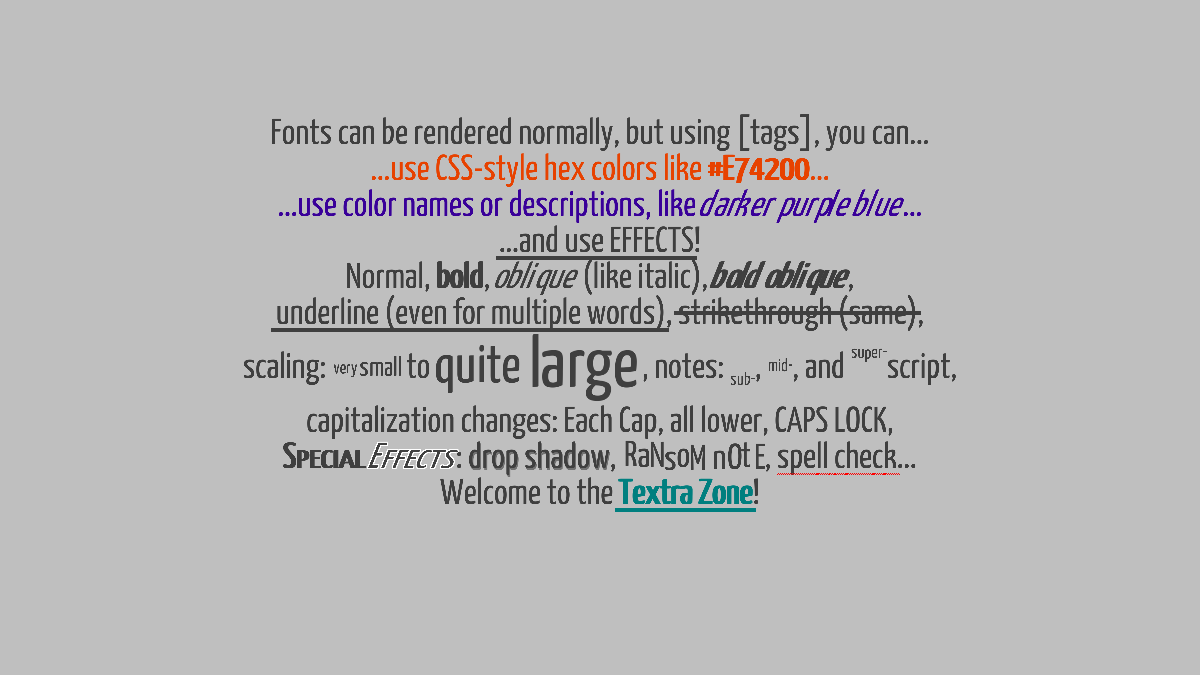 Fonts can be rendered normally, but using [tags], you can...
...use CSS-style hex colors like #E74200...
...use color names or descriptions, like darker purple blue...
...and use EFFECTS!
Normal, bold, oblique (like italic), bold oblique,
underline (even for multiple words), strikethrough (same),
scaling: very small to quite large, notes: sub-, mid-, and super-script,
capitalization changes: Each Cap, all lower, CAPS LOCK,
SPECIAL EFFECTS: drop shadow, RaNsoM nOt E, spell check...
Welcome to the Textra Zone!